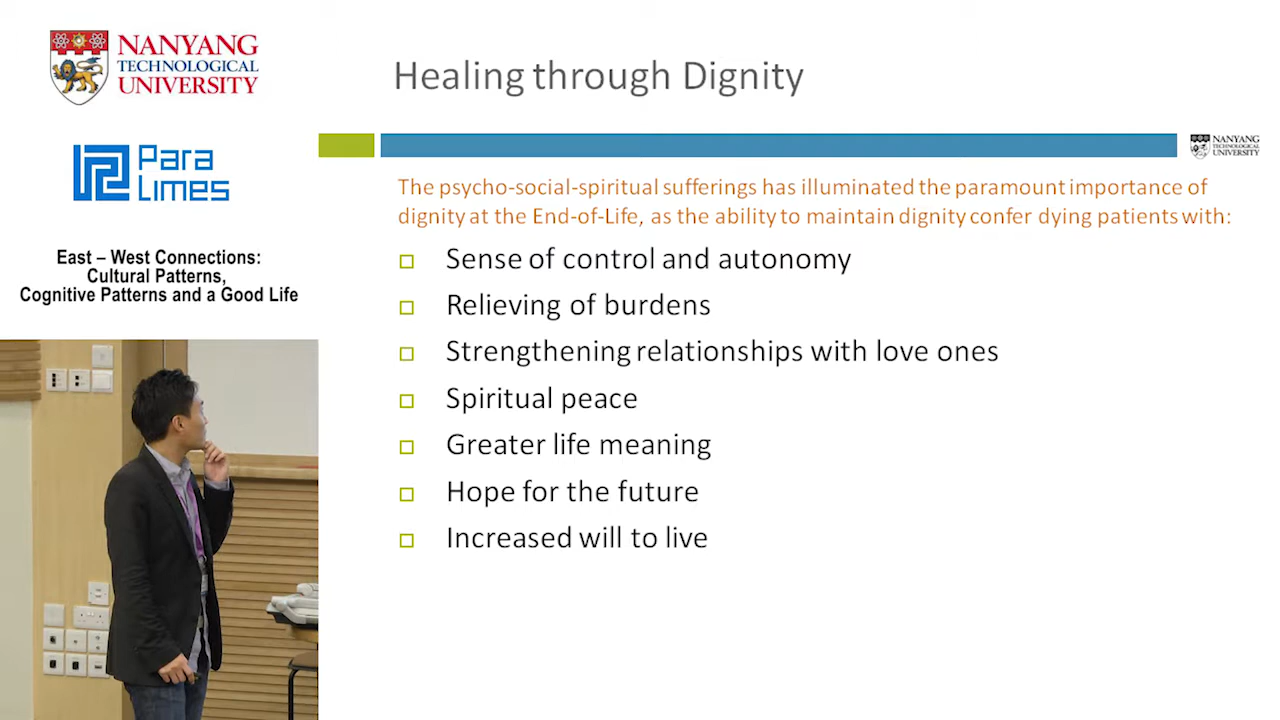 NANYANG
TECHNOLOGICAL
UNIVERSITY
Para
Limes
East – West Connections:
Cultural Patterns,
Cognitive Patterns and a Good Life
Healing through Dignity
NANYANG
TECHNOLOGICAL
UNIVERSITY
The psycho-social-spiritual sufferings has illuminated the paramount importance of
dignity at the End-of-Life, as the ability to maintain dignity confer dying patients with:
Sense of control and autonomy
Relieving of burdens
Strengthening relationships with love ones
Spiritual peace
Greater life meaning
Hope for the future
Increased will to live